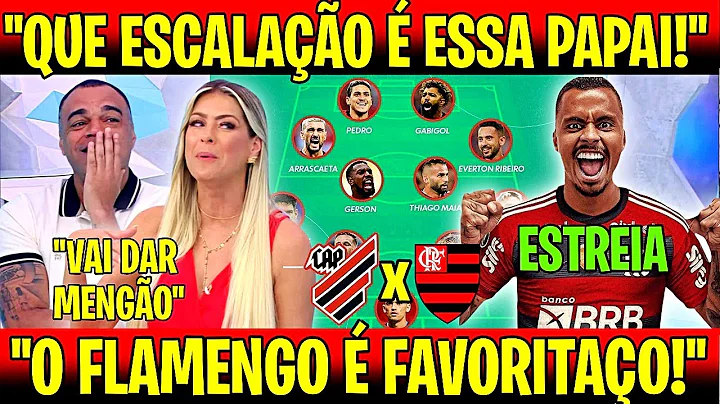 "QUE ESCALAÇÃO É ESSA PAPAI!"
PEDRO
GABIGOL
ARRASCAETA
EVERTON RIBEIRO
GERSON
THIAGO MAIA
"VAI DAR
MENGÃO"
CAP
X
CRF
ESTREIA
banco
BRB
"O FLAMENGO É FAVORITAÇO!"